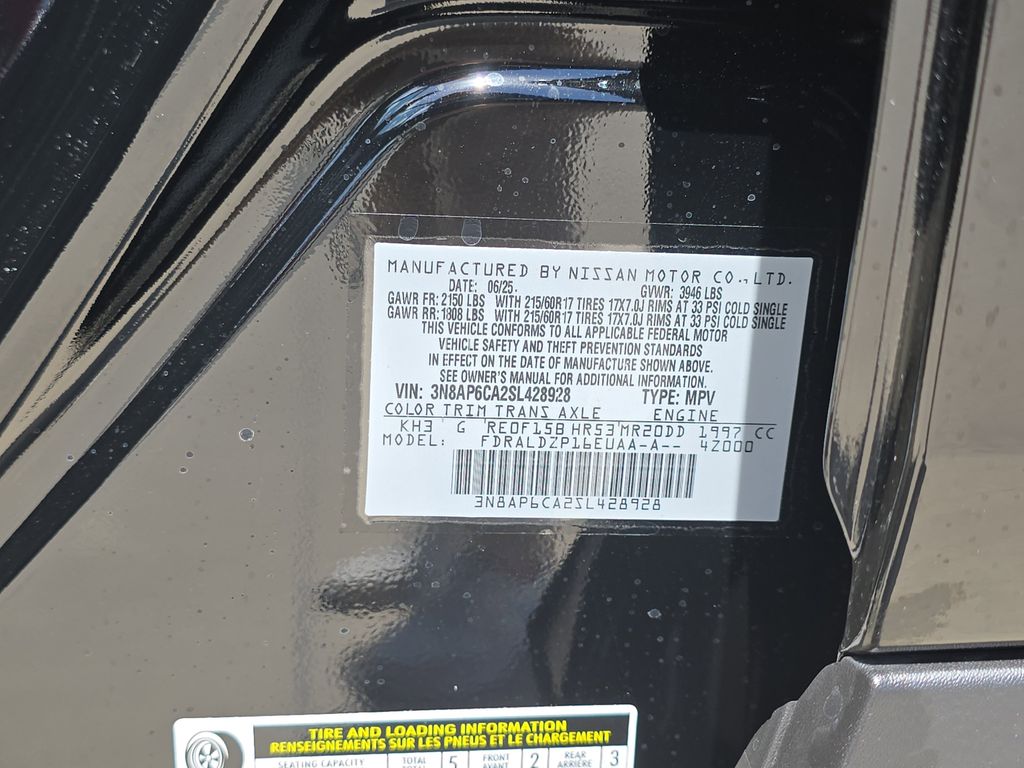 MANUFACTURED BY NISSAN MOTOR CO.,LTD.
DATE: 06/25. GVWR: 3946 LBS
GAWR FR: 2150 LBS WITH 215/60R17 TIRES 17X7.0J RIMS AT 33 PSI COLD SINGLE
GAWR RR: 1808 LBS WITH 215/60R17 TIRES 17X7.0J RIMS AT 33 PSI COLD SINGLE
THIS VEHICLE CONFORMS TO ALL APPLICABLE FEDERAL MOTOR
VEHICLE SAFETY AND THEFT PREVENTION STANDARDS
IN EFFECT ON THE DATE OF MANUFACTURE SHOWN ABOVE.
SEE OWNER'S MANUAL FOR ADDITIONAL INFORMATION.
VIN: 3N8AP6CA2SL428928 TYPE: MPV
COLOR TRIM TRANS AXLE ENGINE
KH3 G RE0F15B HR53 MR20DD 1997 CC
MODEL: FDRALDZP16EUAA-A-- 4Z000
3N8AP6CA2SL428928
TIRE AND LOADING INFORMATION
RENSEIGNEMENTS SUR LES PNEUS ET LE CHARGEMENT
SEATING CAPACITY TOTAL 5 FRONT AVANT 2 REAR ARRIÈRE 3